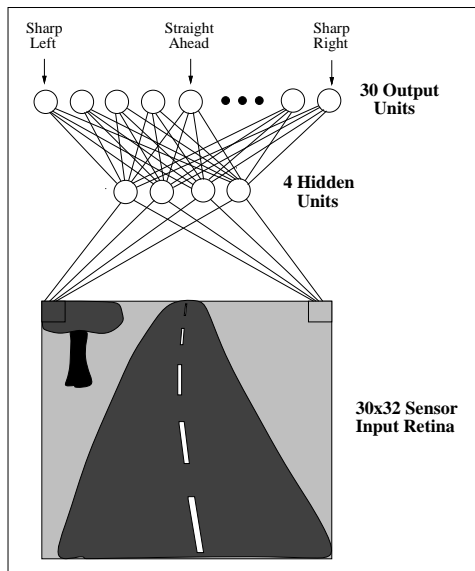 Sharp
Left
Straight
Ahead
Sharp
Right
30 Output
Units
4 Hidden
Units
30x32 Sensor
Input Retina